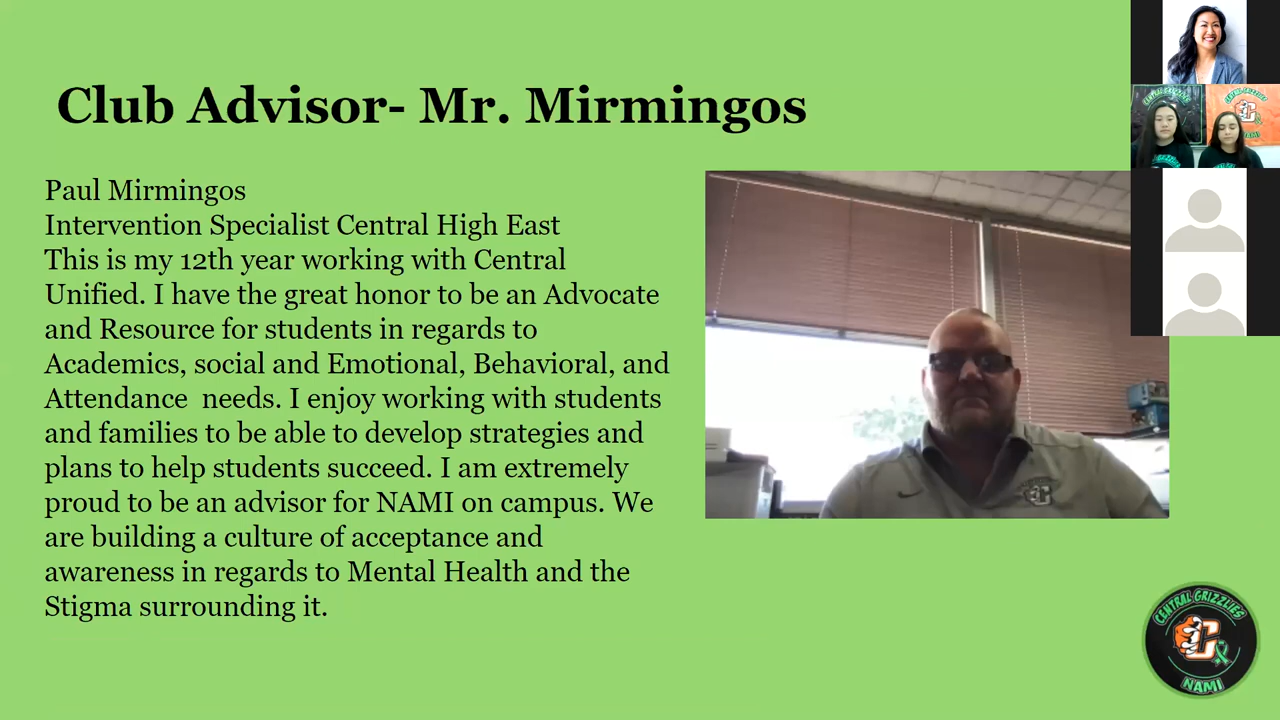 Club Advisor- Mr. Mirmingos
Paul Mirmingos
Intervention Specialist Central High East
This is my 12th year working with Central
Unified. I have the great honor to be an Advocate
and Resource for students in regards to
Academics, social and Emotional, Behavioral, and
Attendance  needs. I enjoy working with students
and families to be able to develop strategies and
plans to help students succeed. I am extremely
proud to be an advisor for NAMI on campus. We
are building a culture of acceptance and
awareness in regards to Mental Health and the
Stigma surrounding it.
CENTRAL GRIZZLIES
C
NAMI